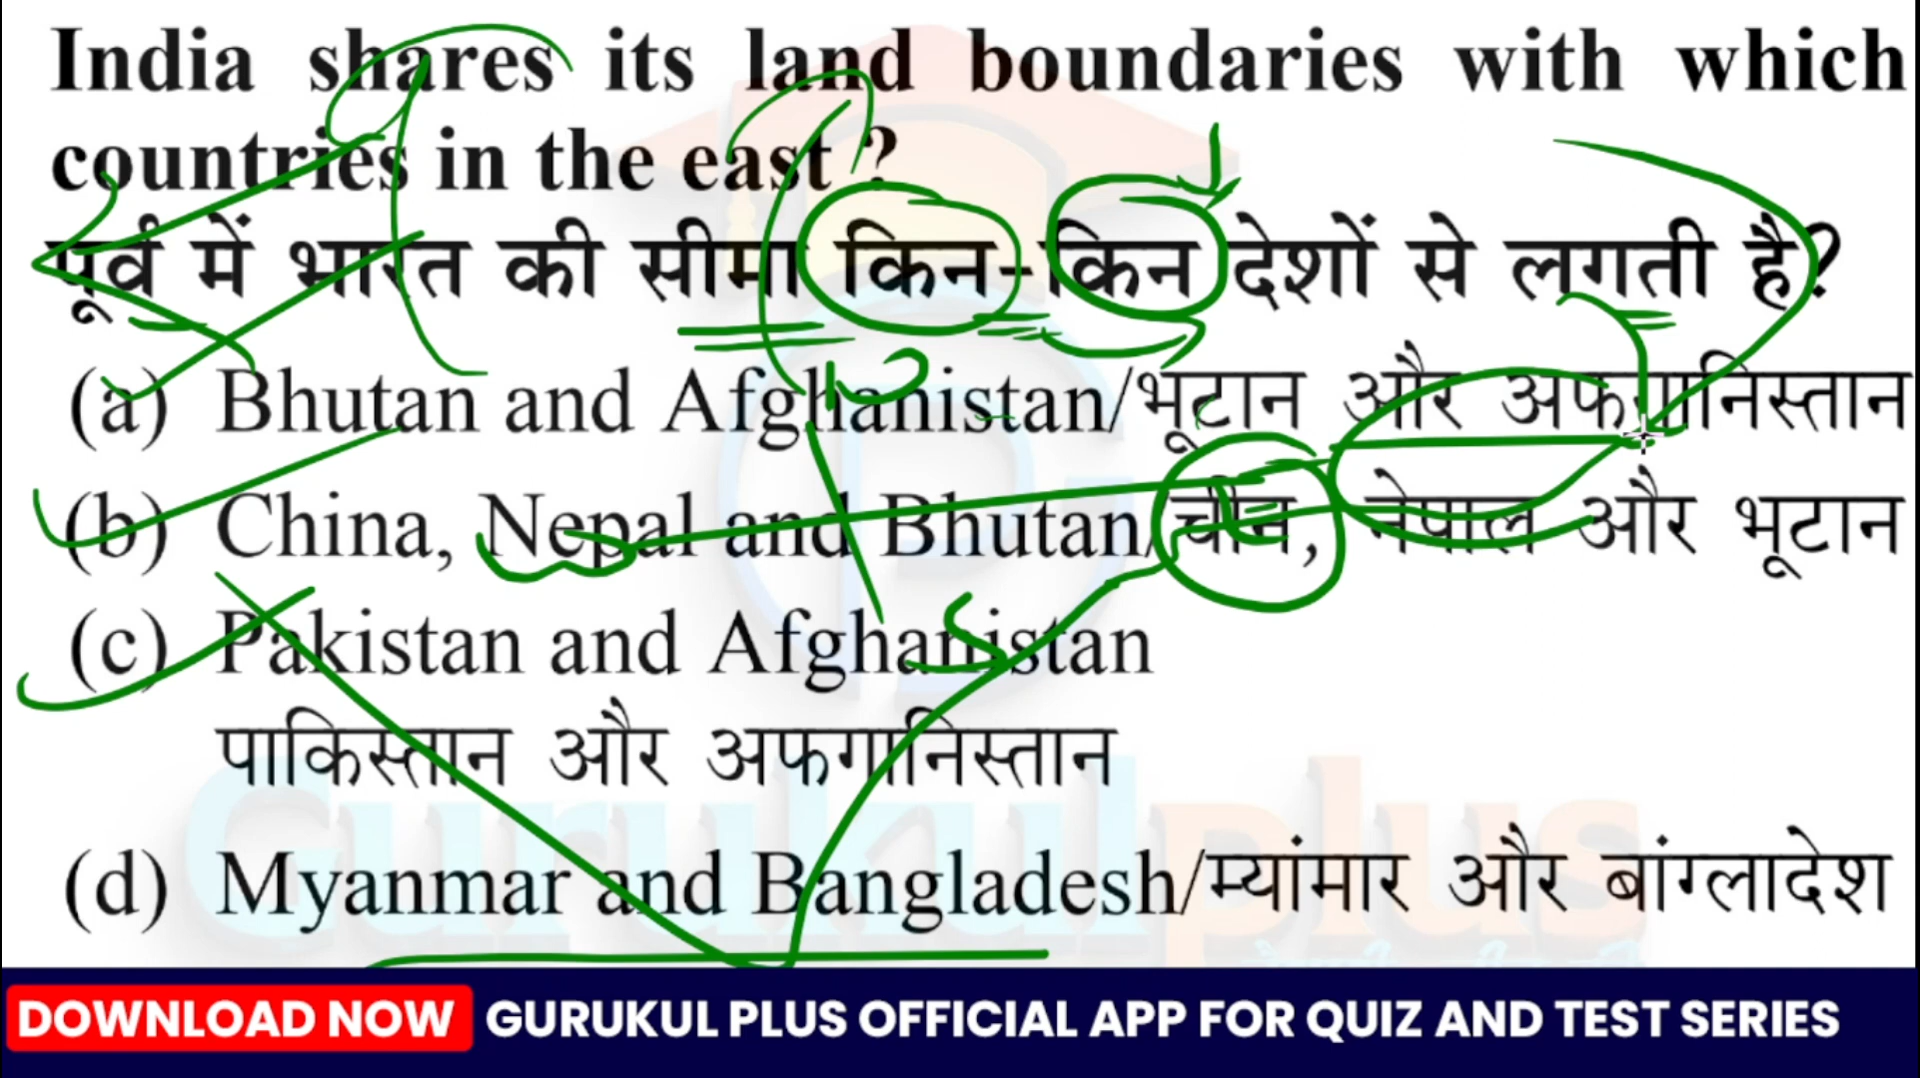 India shares its land boundaries with which
countries in the east ?
पूर्व में भारत की सीमा किन-किन देशों से लगती है?
(a) Bhutan and Afghanistan/भूटान और अफगानिस्तान
(b) China, Nepal and Bhutan/चीन, नेपाल और भूटान
(c) Pakistan and Afghanistan
पाकिस्तान और अफगानिस्तान
(d) Myanmar and Bangladesh/म्यांमार और बांग्लादेश
Gurukul plus
DOWNLOAD NOW GURUKUL PLUS OFFICIAL APP FOR QUIZ AND TEST SERIES